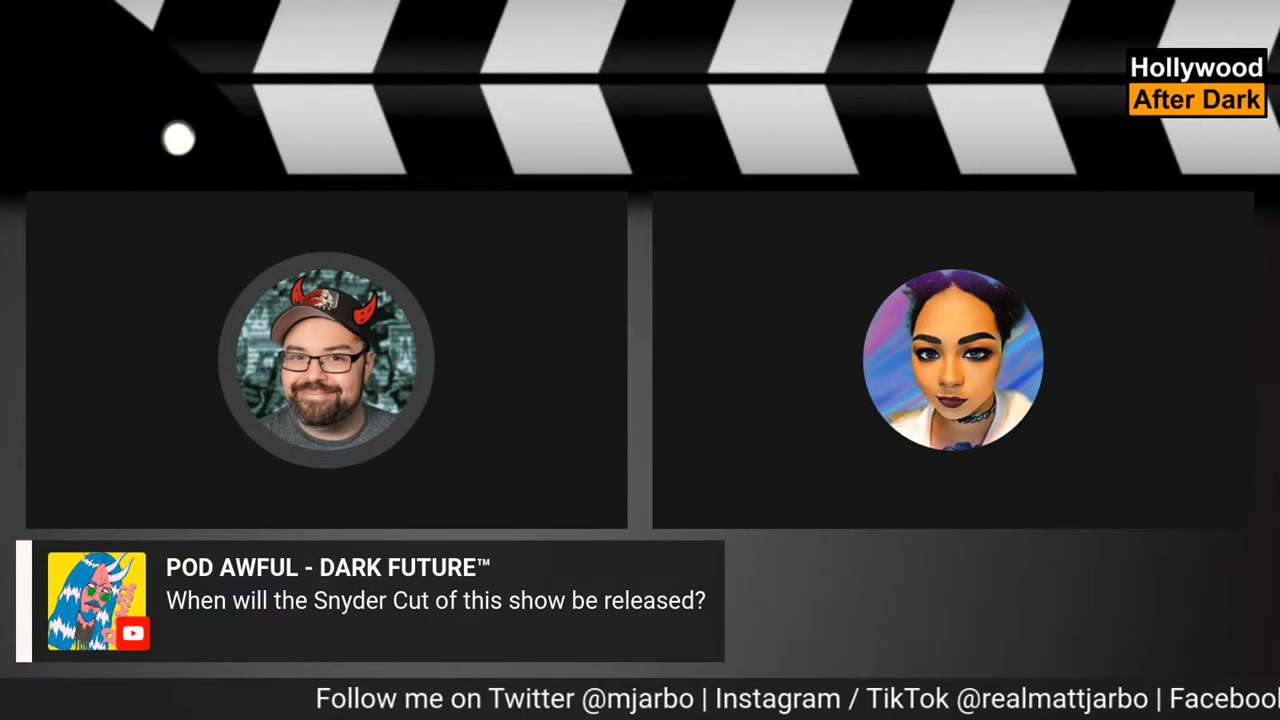 Hollywood
After Dark
POD AWFUL - DARK FUTURE™
When will the Snyder Cut of this show be released?
Follow me on Twitter @mjarbo | Instagram / TikTok @realmattjarbo | Faceboo